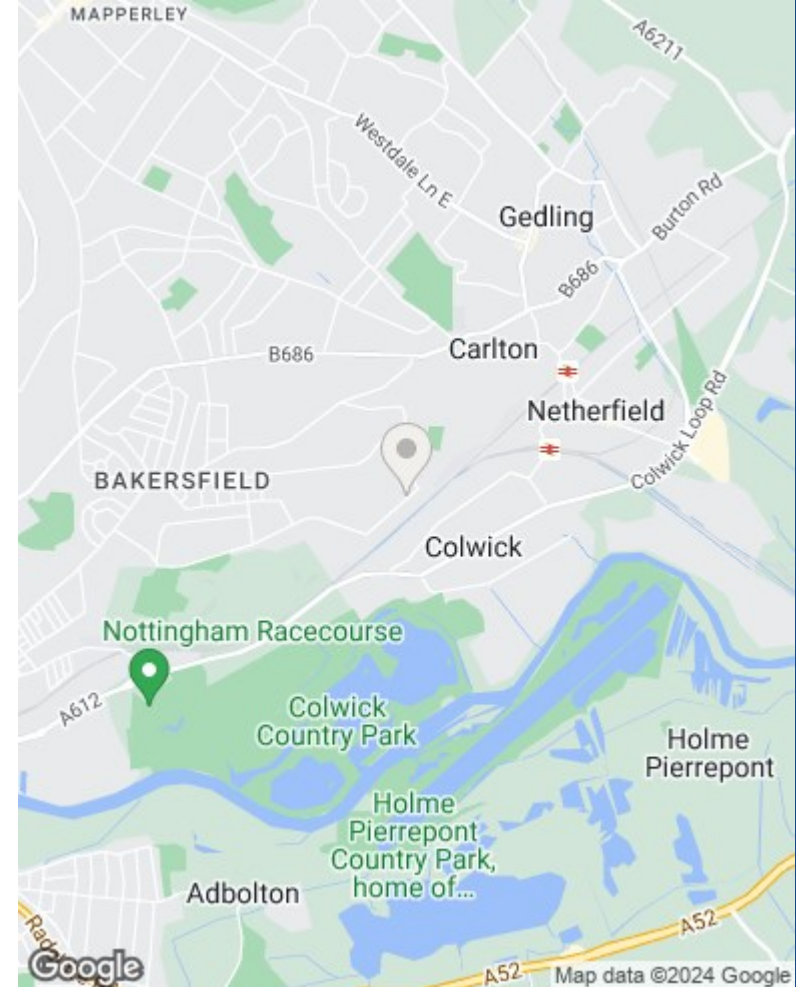 MAPPERLEY
A6211
Westdale Ln E
Gedling
Burton Rd
B686
B686
Carlton
Netherfield
Colwick Loop Rd
BAKERSFIELD
Colwick
Nottingham Racecourse
A612
Colwick
Country Park
Holme
Pierrepont
Holme
Pierrepont
Country Park,
home of...
Adbolton
A52
A52
Google
Map data ©2024 Google